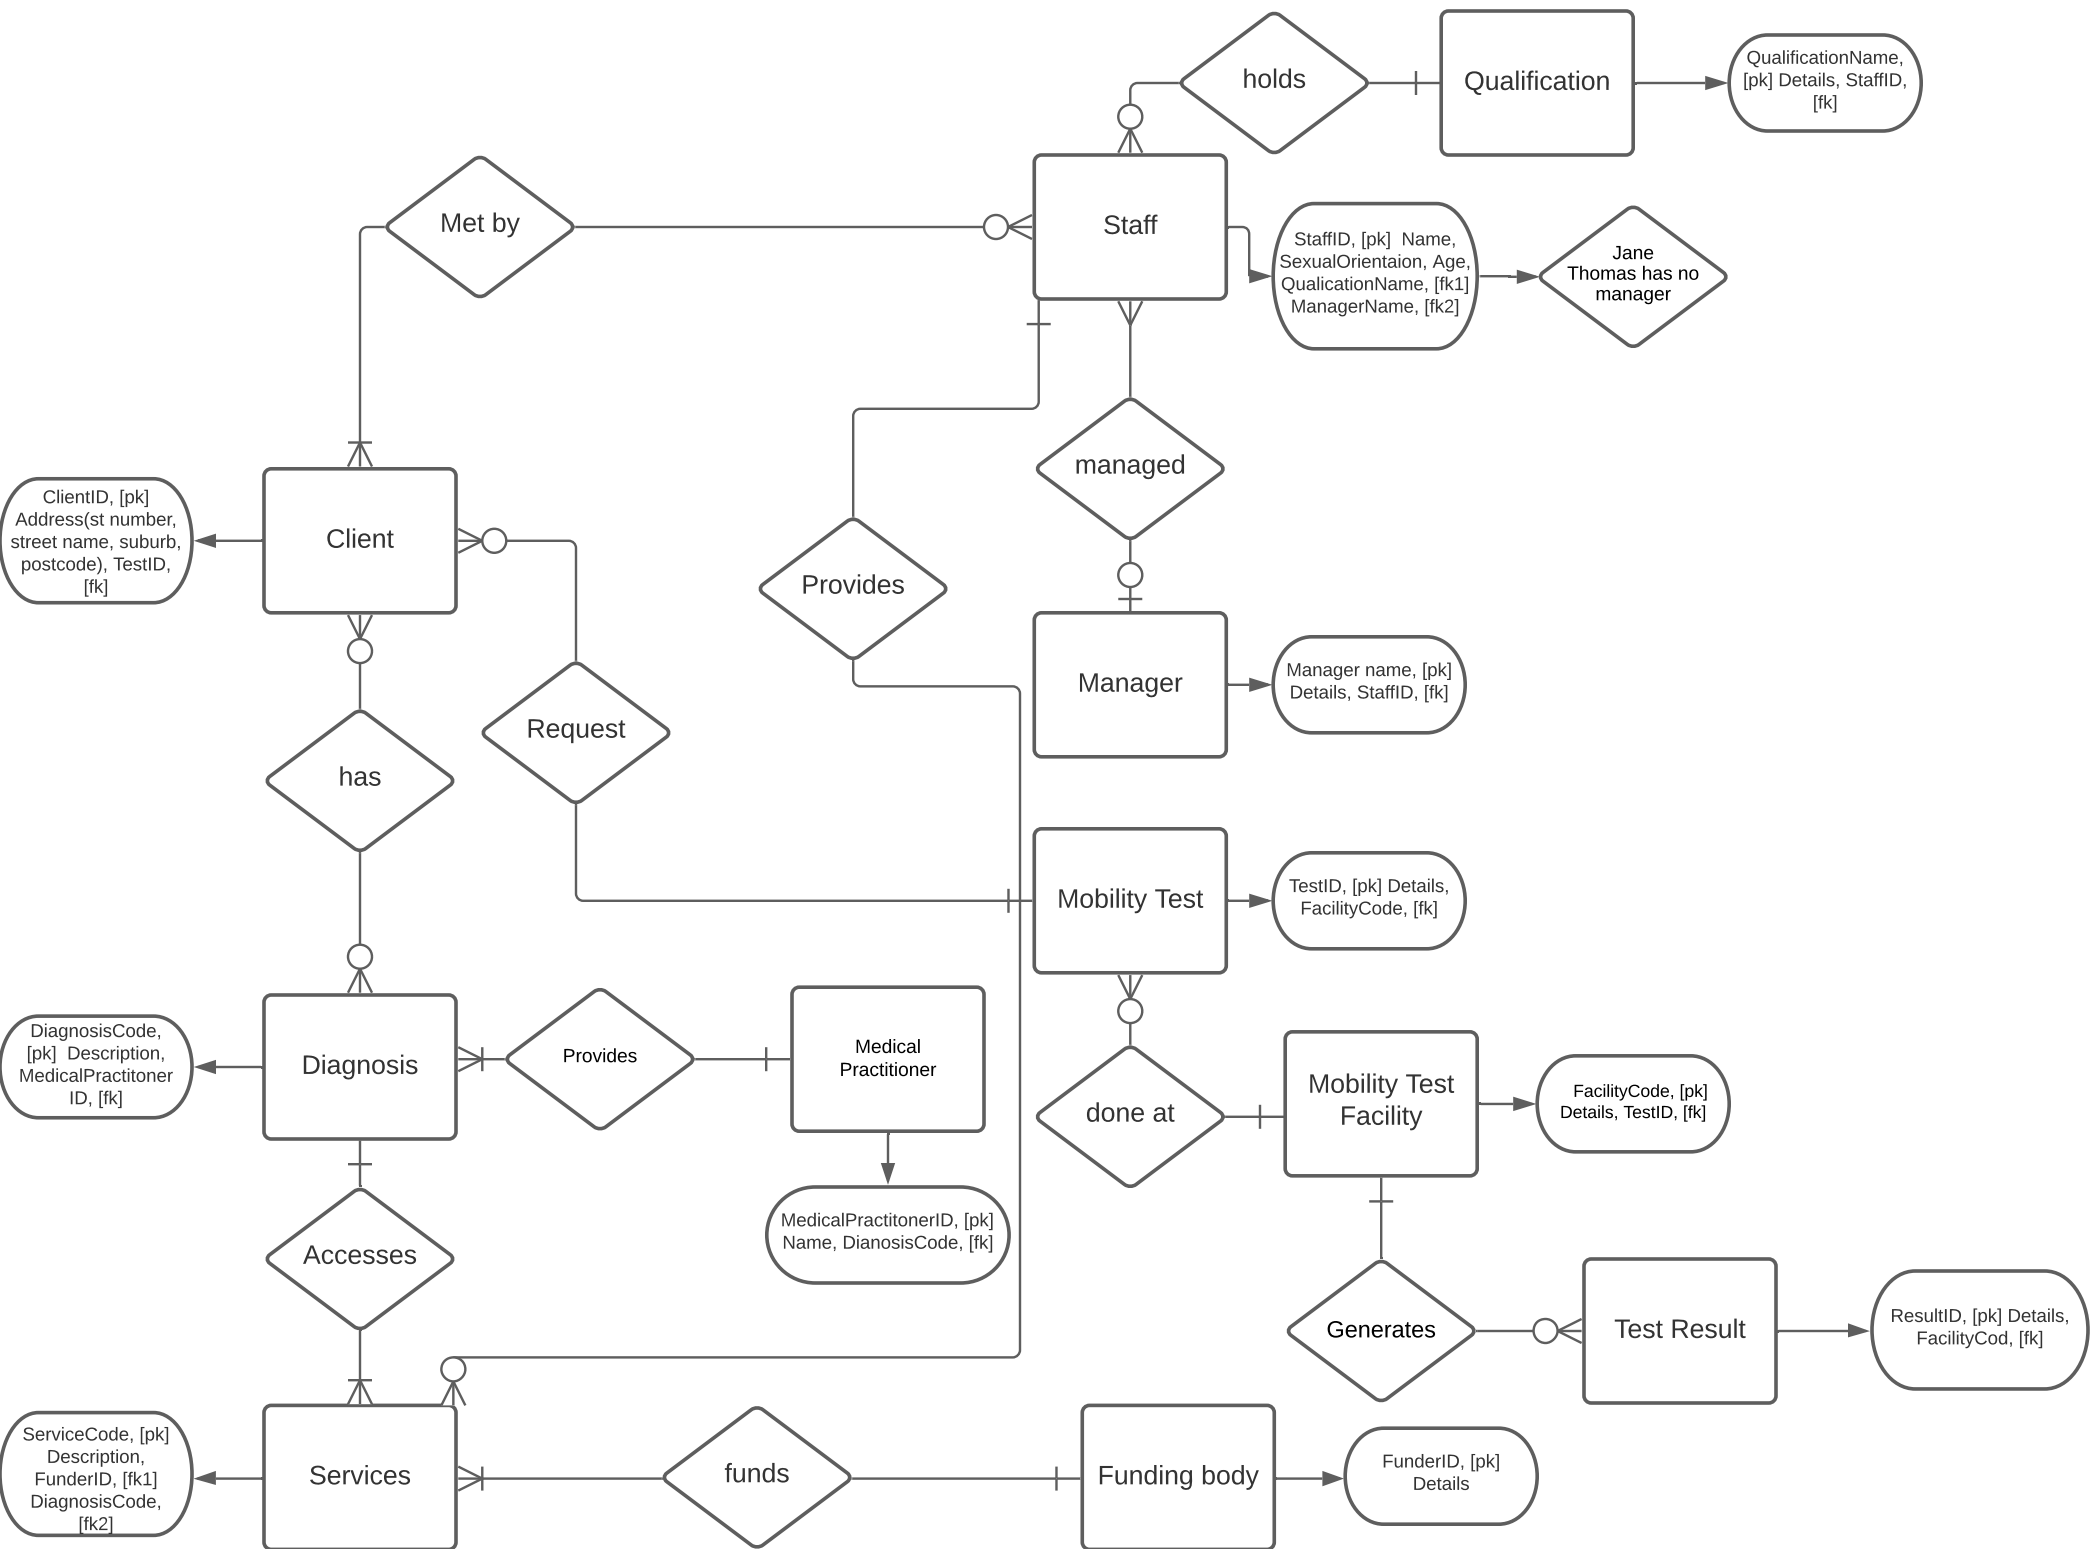 holds
Qualification
QualificationName,
[pk] Details, StaffID,
[fk]
Met by
Staff
StaffID, [pk]  Name,
SexualOrientaion, Age,
QualicationName, [fk1]
ManagerName, [fk2]
Jane
Thomas has no
manager
managed
ClientID, [pk]
Address(st number,
street name, suburb,
postcode), TestID,
[fk]
Client
Provides
Manager
Manager name, [pk]
Details, StaffID, [fk]
Request
has
Mobility Test
TestID, [pk] Details,
FacilityCode, [fk]
DiagnosisCode,
[pk]  Description,
MedicalPractitoner
ID, [fk]
Diagnosis
Provides
Medical
Practitioner
done at
Mobility Test
Facility
FacilityCode, [pk]
Details, TestID, [fk]
MedicalPractitonerID, [pk]
Name, DianosisCode, [fk]
Accesses
Generates
Test Result
ResultID, [pk] Details,
FacilityCod, [fk]
ServiceCode, [pk]
Description,
FunderID, [fk1]
DiagnosisCode,
[fk2]
Services
funds
Funding body
FunderID, [pk]
Details